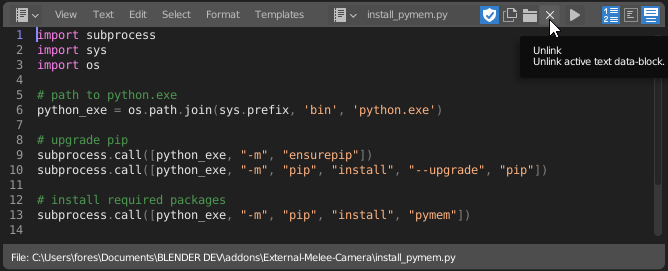 View Text Edit Select Format Templates install_pymem.py
Unlink
Unlink active text data-block.
1 import subprocess
2 import sys
3 import os
4
5 # path to python.exe
6 python_exe = os.path.join(sys.prefix, 'bin', 'python.exe')
7
8 # upgrade pip
9 subprocess.call([python_exe, "-m", "ensurepip"])
10 subprocess.call([python_exe, "-m", "pip", "install", "--upgrade", "pip"])
11
12 # install required packages
13 subprocess.call([python_exe, "-m", "pip", "install", "pymem"])
14
File: C:\Users\fores\Documents\BLENDER DEV\addons\External-Melee-Camera\install_pymem.py